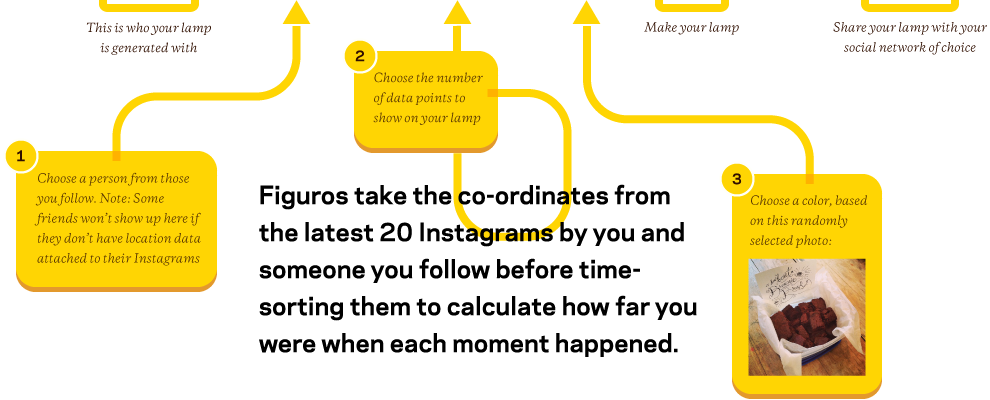 This is who your lamp
is generated with
Make your lamp
Share your lamp with your
social network of choice
2
Choose the number
of data points to
show on your lamp
1
Choose a person from those
you follow. Note: Some
friends won't show up here if
they don't have location data
attached to their Instagrams
3
Choose a color, based
on this randomly
selected photo:
Figuros take the co-ordinates from
the latest 20 Instagrams by you and
someone you follow before time-
sorting them to calculate how far you
were when each moment happened.